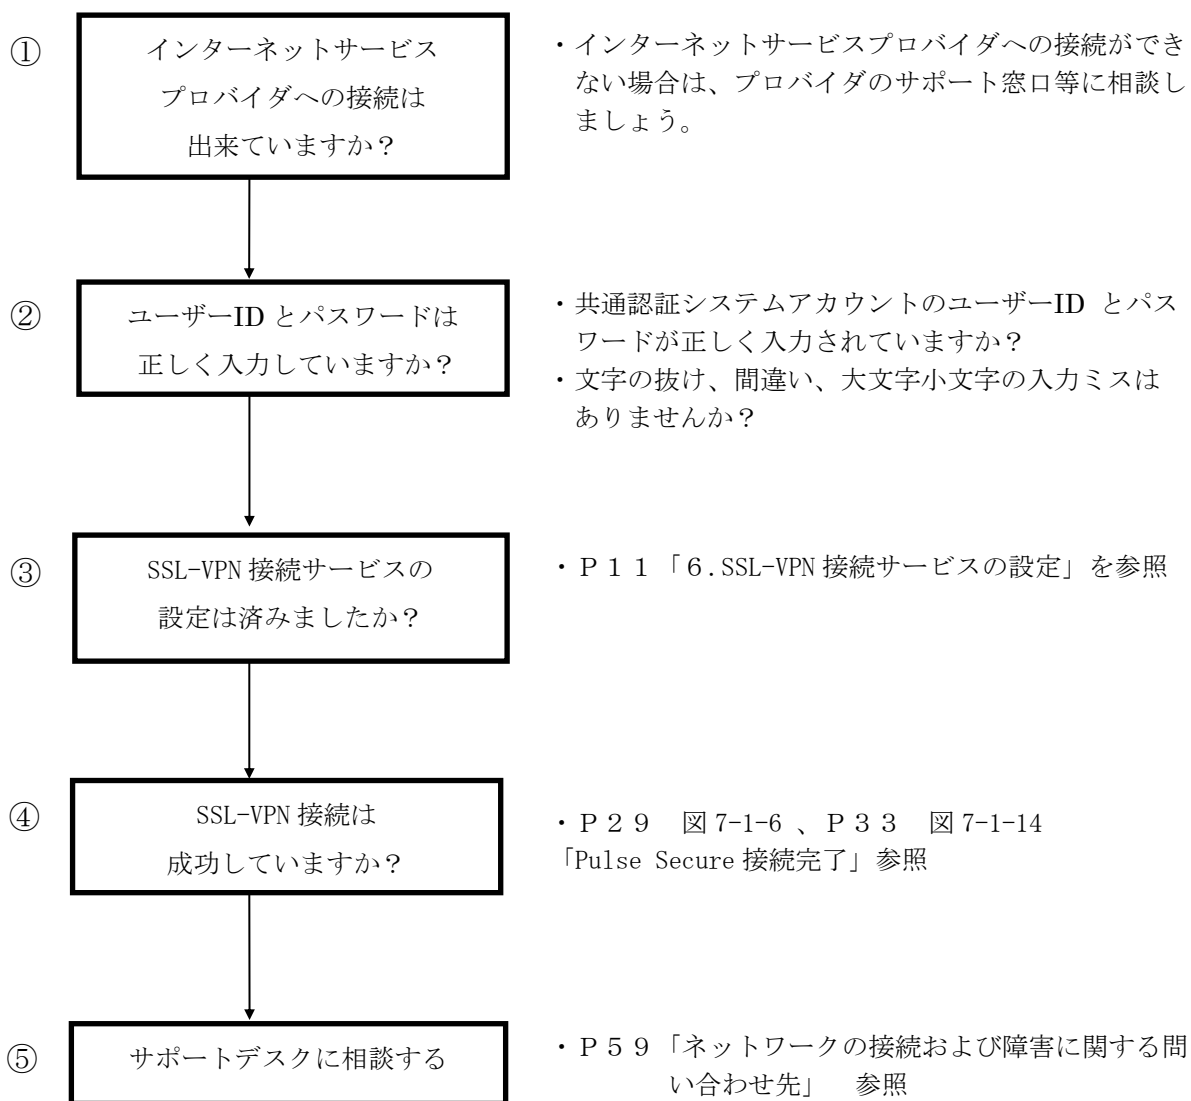 ①
インターネットサービス
プロバイダへの接続は
出来ていますか？
・インターネットサービスプロバイダへの接続ができ
ない場合は、プロバイダのサポート窓口等に相談し
ましょう。
②
ユーザーID とパスワードは
正しく入力していますか？
・共通認証システムアカウントのユーザーID とパス
ワードが正しく入力されていますか？
・文字の抜け、間違い、大文字小文字の入力ミスは
ありませんか？
③
SSL-VPN 接続サービスの
設定は済みましたか？
・Ｐ１１「６.SSL-VPN 接続サービスの設定」を参照
④
SSL-VPN 接続は
成功していますか？
・Ｐ２９　図 7-1-6 、Ｐ３３　図 7-1-14
「Pulse Secure 接続完了」参照
⑤
サポートデスクに相談する
・Ｐ５９「ネットワークの接続および障害に関する問
い合わせ先」　参照